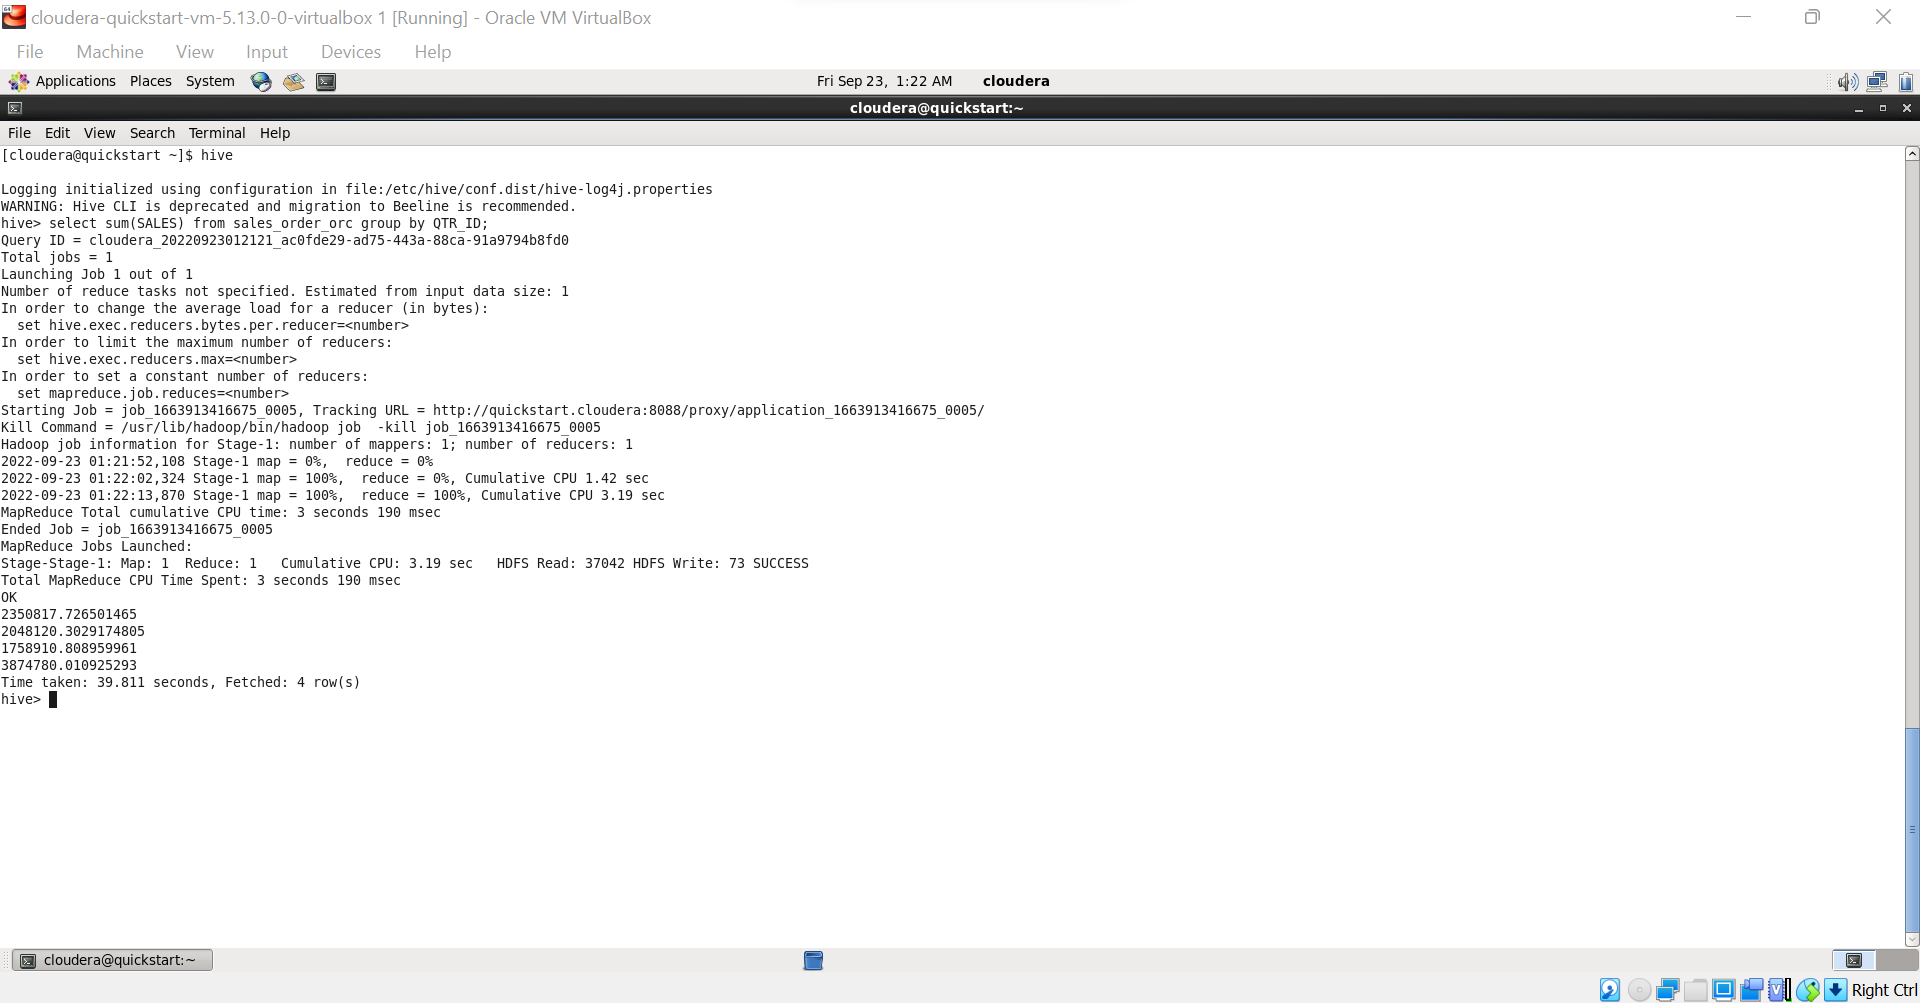 cloudera-quickstart-vm-5.13.0-0-virtualbox 1 [Running] - Oracle VM VirtualBox
File Machine View Input Devices Help
Applications Places System Fri Sep 23, 1:22 AM cloudera
cloudera@quickstart:~
File Edit View Search Terminal Help
[cloudera@quickstart ~]$ hive
Logging initialized using configuration in file:/etc/hive/conf.dist/hive-log4j.properties
WARNING: Hive CLI is deprecated and migration to Beeline is recommended.
hive> select sum(SALES) from sales_order_orc group by QTR_ID;
Query ID = cloudera_20220923012121_ac0fde29-ad75-443a-88ca-91a9794b8fd0
Total jobs = 1
Launching Job 1 out of 1
Number of reduce tasks not specified. Estimated from input data size: 1
In order to change the average load for a reducer (in bytes):
  set hive.exec.reducers.bytes.per.reducer=<number>
In order to limit the maximum number of reducers:
  set hive.exec.reducers.max=<number>
In order to set a constant number of reducers:
  set mapreduce.job.reduces=<number>
Starting Job = job_1663913416675_0005, Tracking URL = http://quickstart.cloudera:8088/proxy/application_1663913416675_0005/
Kill Command = /usr/lib/hadoop/bin/hadoop job  -kill job_1663913416675_0005
Hadoop job information for Stage-1: number of mappers: 1; number of reducers: 1
2022-09-23 01:21:52,108 Stage-1 map = 0%,  reduce = 0%
2022-09-23 01:22:02,324 Stage-1 map = 100%,  reduce = 0%, Cumulative CPU 1.42 sec
2022-09-23 01:22:13,870 Stage-1 map = 100%,  reduce = 100%, Cumulative CPU 3.19 sec
MapReduce Total cumulative CPU time: 3 seconds 190 msec
Ended Job = job_1663913416675_0005
MapReduce Jobs Launched:
Stage-Stage-1: Map: 1  Reduce: 1   Cumulative CPU: 3.19 sec   HDFS Read: 37042 HDFS Write: 73 SUCCESS
Total MapReduce CPU Time Spent: 3 seconds 190 msec
OK
2350817.726501465
2048120.3029174805
1758910.808959961
3874780.010925293
Time taken: 39.811 seconds, Fetched: 4 row(s)
hive>
cloudera@quickstart:~
Right Ctrl